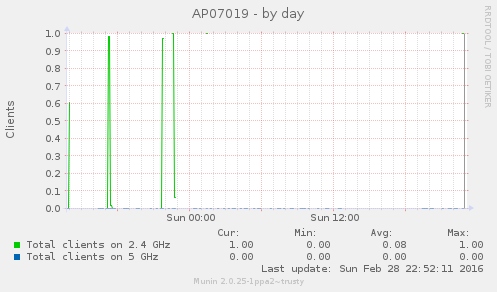 AP07019 - by day
RRDTOOL / TOBI OETIKER
Clients
1.0
0.9
0.8
0.7
0.6
0.5
0.4
0.3
0.2
0.1
0.0
Sun 00:00 Sun 12:00
Cur: Min: Avg: Max:
Total clients on 2.4 GHz 1.00 0.00 0.08 1.00
Total clients on 5 GHz 0.00 0.00 0.00 0.00
Last update: Sun Feb 28 22:52:11 2016
Munin 2.0.25-1ppa2~trusty